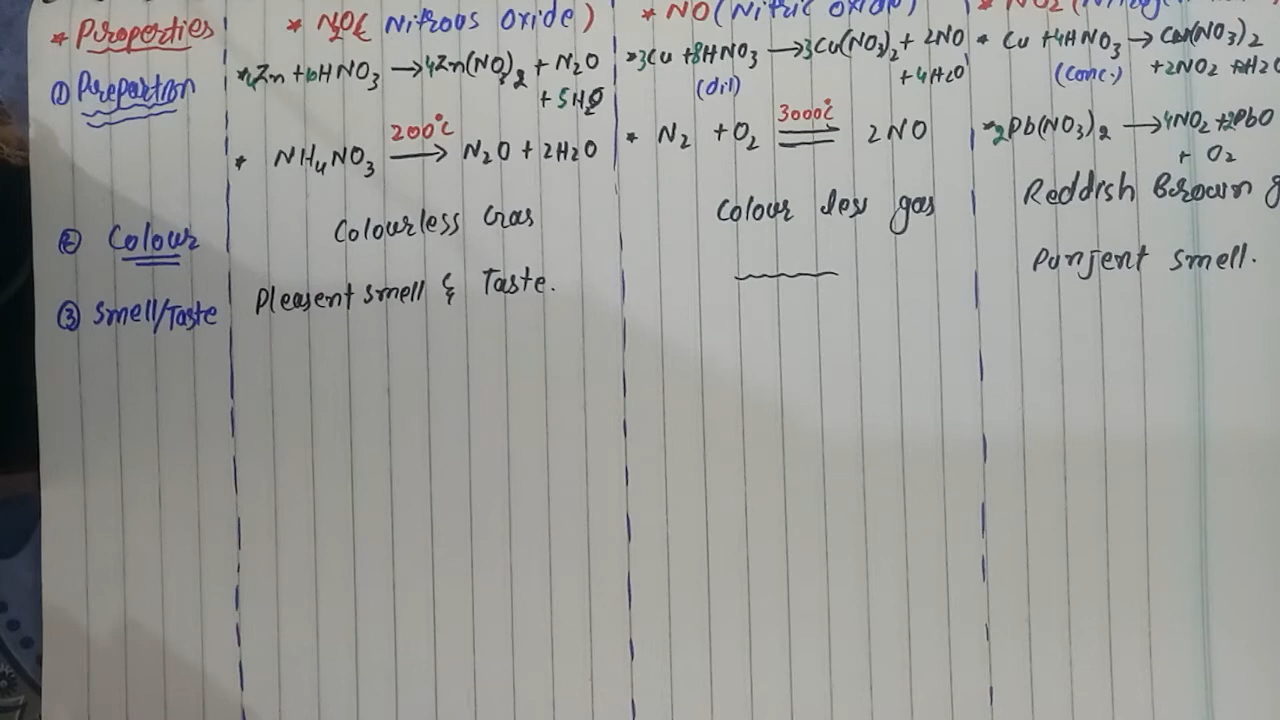 * Properties
* N2O( Nitroos Oxide)
* NO(Nitric Oxide)
* NO2(
① Prepartion
*4Zn+10HNO3 →4Zn(NO3)2 + N2O
+ 5H2O
* NH4NO3 200°C → N2O + 2H2O
*3Cu +8HNO3 →3Cu(NO3)2+ 2NO
(dil) +4H2O
* N2 + O2 3000°C ⇌ 2NO
* Cu +4HNO3 → Cu(NO3)2
(conc.) +2NO2 +2H2O
*2Pb(NO3)2 →4NO2 +2PbO
+ O2
② Colour
Colourless Gas
Colour less gas
Reddish Brown g
③ Smell/Taste
Pleasent smell & Taste.
Punjent smell.